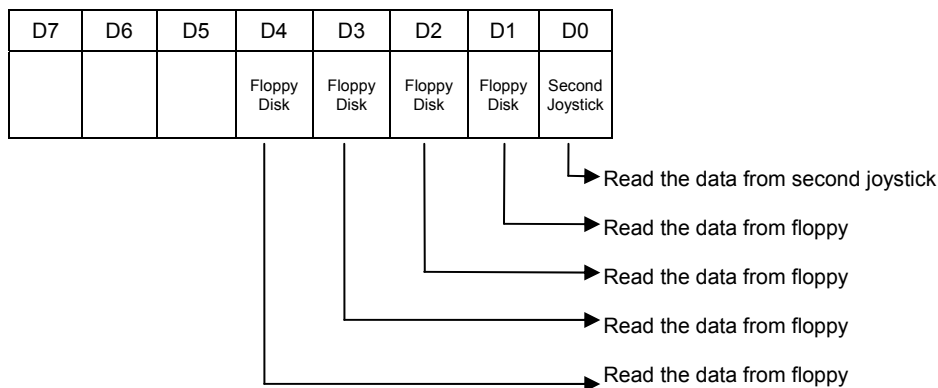 D7 D6 D5 D4 D3 D2 D1 D0
Floppy Disk Floppy Disk Floppy Disk Floppy Disk Second Joystick
Read the data from second joystick
Read the data from floppy
Read the data from floppy
Read the data from floppy
Read the data from floppy